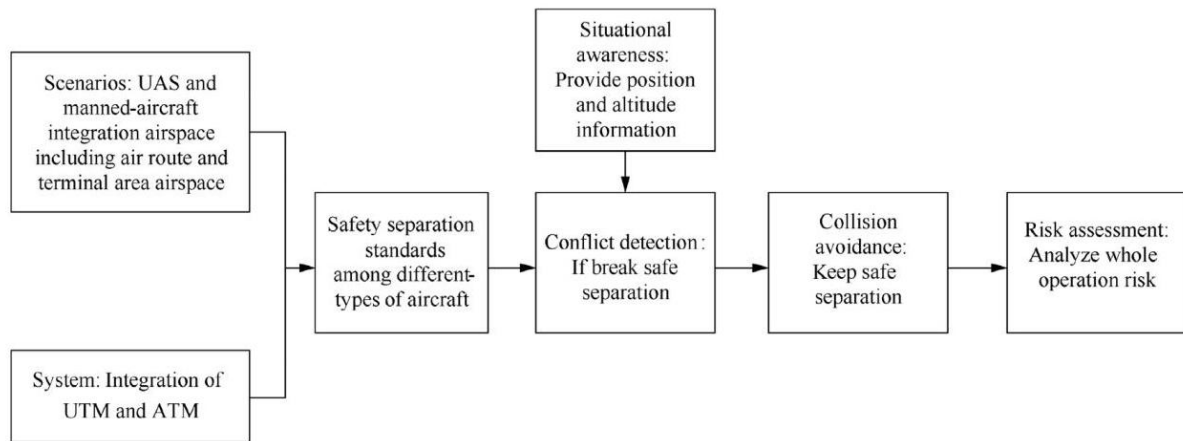 Scenarios: UAS and
manned-aircraft
integration airspace
including air route and
terminal area airspace
System: Integration of
UTM and ATM
Safety separation
standards
among different-
types of aircraft
Situational
awareness:
Provide position
and altitude
information
Conflict detection:
If break safe
separation
Collision
avoidance:
Keep safe
separation
Risk assessment:
Analyze whole
operation risk